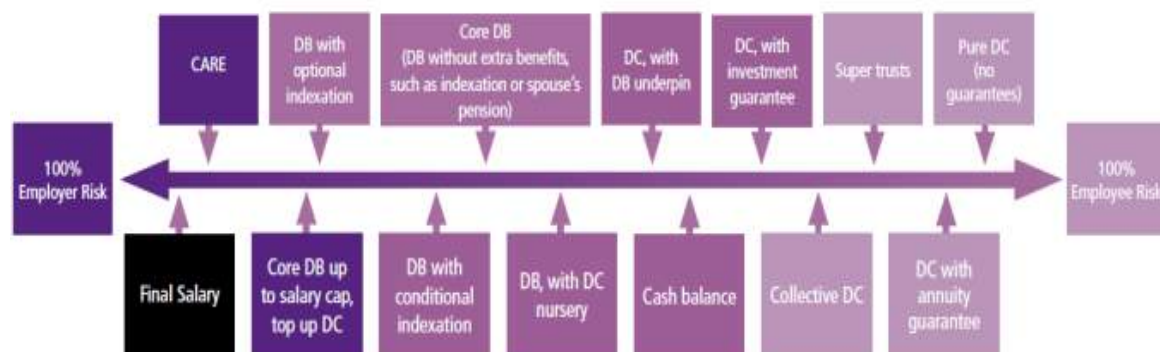 CARE
DB with
optional
indexation
Core DB
(DB without extra benefits,
such as indexation or spouse's
pension)
DC, with
DB underpin
DC, with
investment
guarantee
Super trusts
Pure DC
(no
guarantees)
100%
Employer Risk
100%
Employee Risk
Final Salary
Core DB up
to salary cap,
top up DC
DB with
conditional
indexation
DB, with DC
nursery
Cash balance
Collective DC
DC with
annuity
guarantee